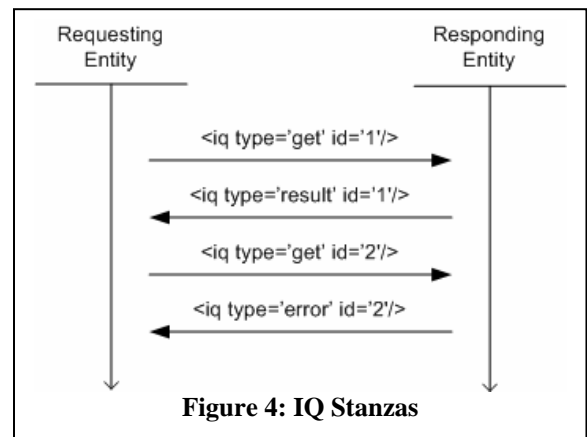 Requesting
Entity
Responding
Entity
<iq type='get' id='1'/>
<iq type='result' id='1'/>
<iq type='get' id='2'/>
<iq type='error' id='2'/>
Figure 4: IQ Stanzas